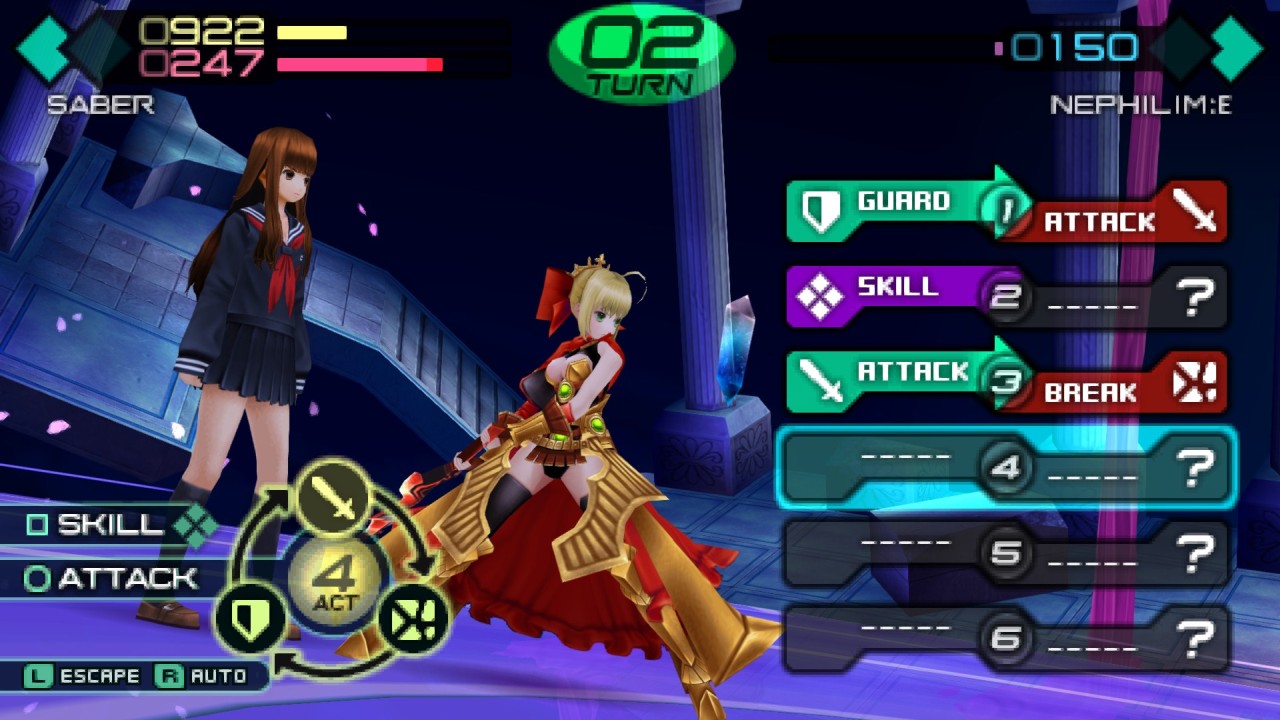 0922
0247
SABER
02
TURN
0150
NEPHILIM:E
GUARD 1 ATTACK
SKILL 2 ----- ?
ATTACK 3 BREAK
----- 4 ----- ?
----- 5 ----- ?
----- 6 ----- ?
SKILL
ATTACK
4
ACT
L ESCAPE R AUTO